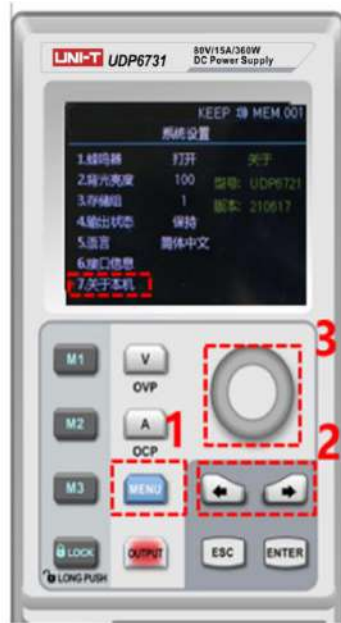 UNI-T UDP6731
80V/15A/360W
DC Power Supply
KEEP MEM 001
系统设置
1.蜂鸣器 打开 关于
2.背光亮度 100 型号: UDP6721
3.存储组 1 版本: 210617
4.输出状态 保持
5.语言 简体中文
6.接口信息
7.关于本机
3
M1 V
OVP
M2 A 1
OCP
2
M3 MENU
LOCK OUTPUT ESC ENTER
LONG PUSH